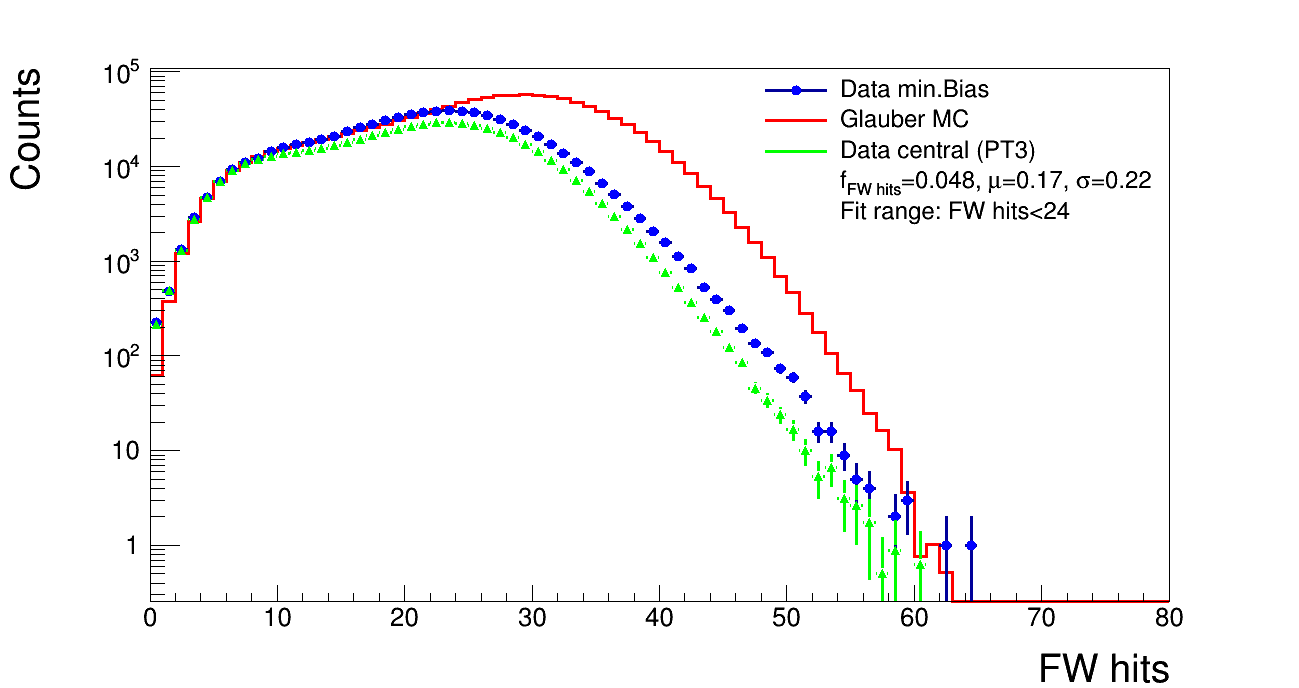 Counts
10^5
10^4
10^3
10^2
10
1
Data min.Bias
Glauber MC
Data central (PT3)
f_FW hits=0.048, μ=0.17, σ=0.22
Fit range: FW hits<24
0 10 20 30 40 50 60 70 80
FW hits